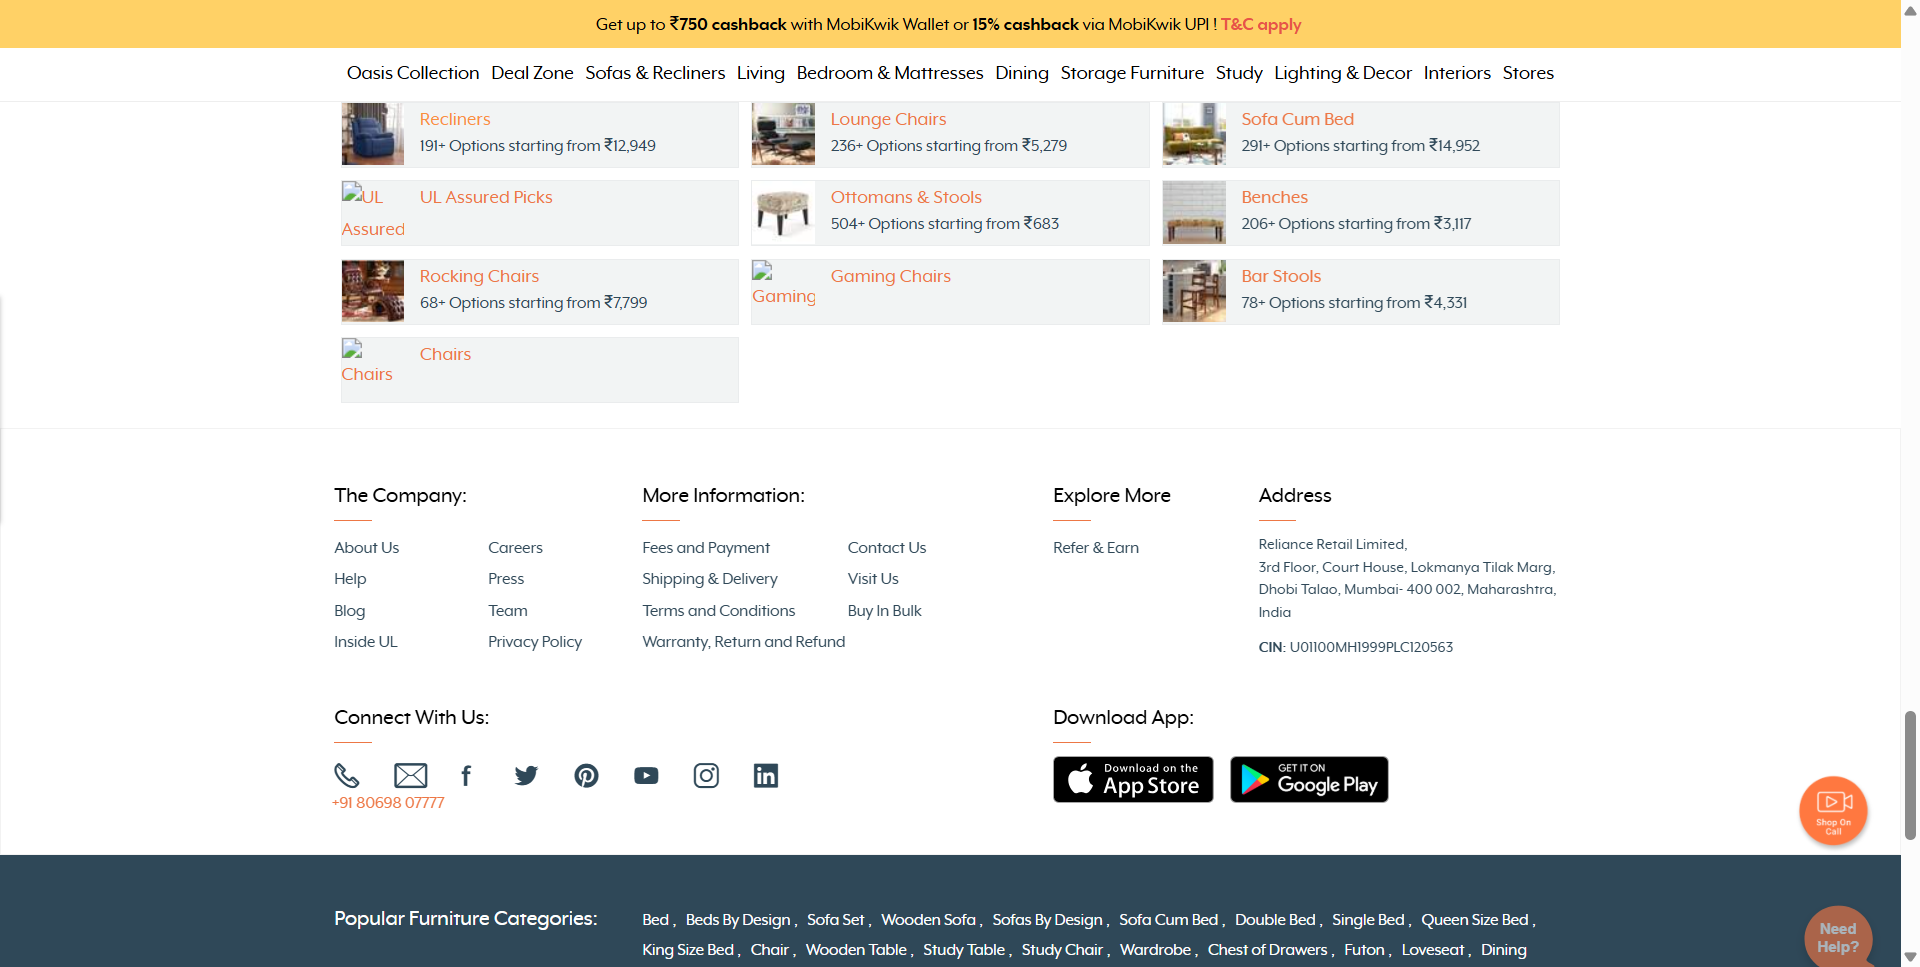 Get up to ₹750 cashback with MobiKwik Wallet or 15% cashback via MobiKwik UPI ! T&C apply
Oasis Collection Deal Zone Sofas & Recliners Living Bedroom & Mattresses Dining Storage Furniture Study Lighting & Decor Interiors Stores
Recliners
191+ Options starting from ₹12,949
Lounge Chairs
236+ Options starting from ₹5,279
Sofa Cum Bed
291+ Options starting from ₹14,952
UL
Assured
UL Assured Picks
Ottomans & Stools
504+ Options starting from ₹683
Benches
206+ Options starting from ₹3,117
Rocking Chairs
68+ Options starting from ₹7,799
Gaming
Gaming Chairs
Bar Stools
78+ Options starting from ₹4,331
Chairs
Chairs
The Company:
About Us
Help
Blog
Inside UL
Careers
Press
Team
Privacy Policy
More Information:
Fees and Payment
Shipping & Delivery
Terms and Conditions
Warranty, Return and Refund
Contact Us
Visit Us
Buy In Bulk
Explore More
Refer & Earn
Address
Reliance Retail Limited,
3rd Floor, Court House, Lokmanya Tilak Marg,
Dhobi Talao, Mumbai- 400 002, Maharashtra,
India
CIN: U01100MH1999PLC120563
Connect With Us:
+91 80698 07777
Download App:
Download on the
App Store
GET IT ON
Google Play
Shop On
Call
Popular Furniture Categories:
Bed , Beds By Design , Sofa Set , Wooden Sofa , Sofas By Design , Sofa Cum Bed , Double Bed , Single Bed , Queen Size Bed ,
King Size Bed , Chair , Wooden Table , Study Table , Study Chair , Wardrobe , Chest of Drawers , Futon , Loveseat , Dining
Need
Help?